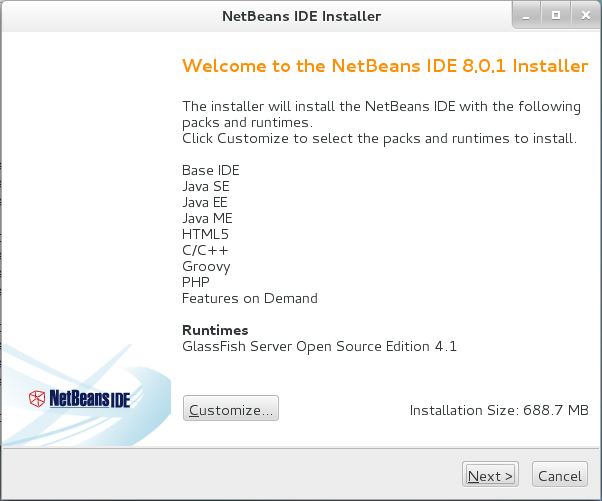 NetBeans IDE Installer
Welcome to the NetBeans IDE 8.0.1 Installer
The installer will install the NetBeans IDE with the following
packs and runtimes.
Click Customize to select the packs and runtimes to install.
Base IDE
Java SE
Java EE
Java ME
HTML5
C/C++
Groovy
PHP
Features on Demand
Runtimes
GlassFish Server Open Source Edition 4.1
NetBeans IDE
Customize...
Installation Size: 688.7 MB
Next >
Cancel